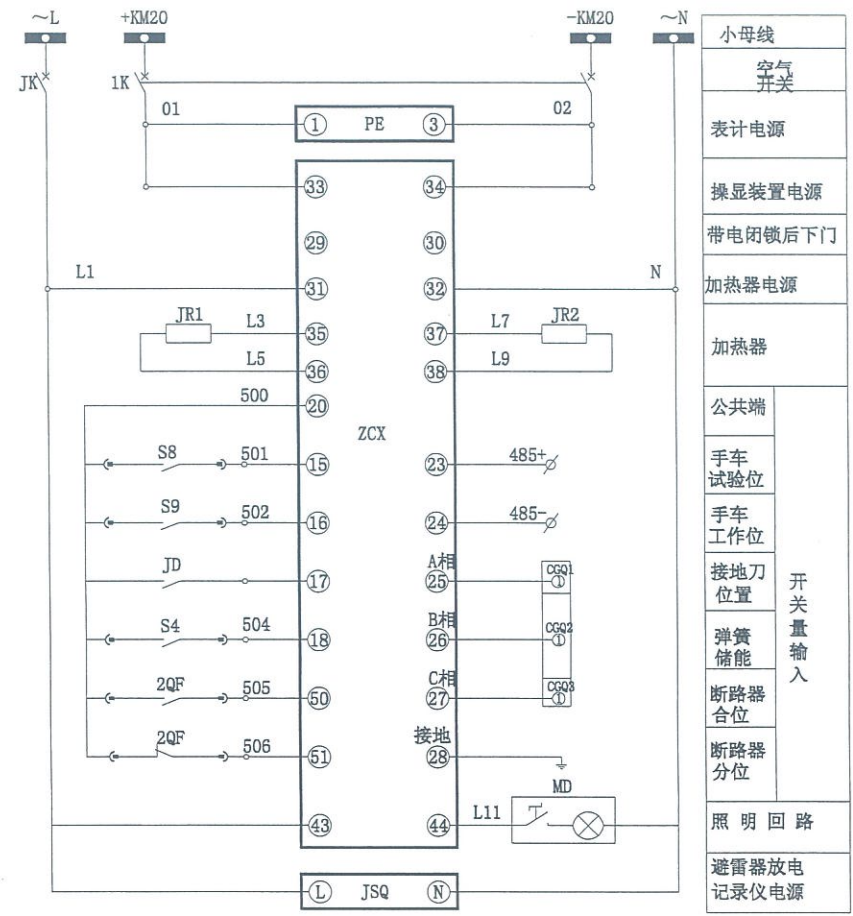 ~L
+KM20
-KM20
~N
小母线
JK
1K
空气
开关
01
02
① PE ③
表计电源
㉝
㉞
操显装置电源
㉙
㉚
带电闭锁后下门
L1
㉛
㉜
N
加热器电源
JR1
L3
㉟
㊲
L7
JR2
L5
㊱
㊳
L9
加热器
500
⑳
公共端
ZCX
S8
501
⑮
㉓
485+
手车
试验位
S9
502
⑯
㉔
485-
手车
工作位
JD
⑰
A相
㉕
CGQ1
①
接地刀
位置
S4
504
⑱
B相
㉖
CGQ2
①
弹簧
储能
2QF
505
㊿
C相
㉗
CGQ3
①
断路器
合位
2QF
506
51
接地
㉘
断路器
分位
开关量输入
MD
㊸
㊹
L11
照明回路
Ⓛ JSQ Ⓝ
避雷器放电
记录仪电源